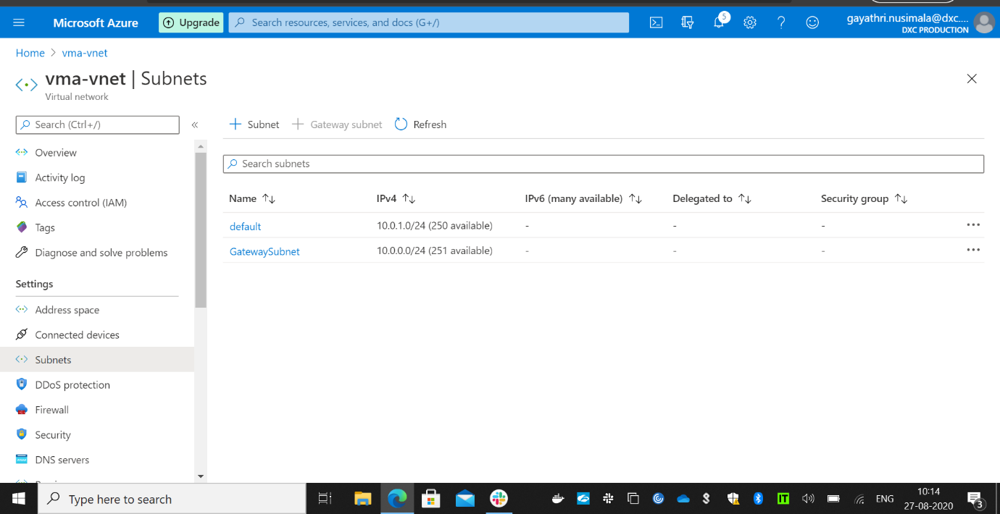 Microsoft Azure
Upgrade
Search resources, services, and docs (G+/)
5
gayathri.nusimala@dxc....
DXC PRODUCTION
Home > vma-vnet
vma-vnet | Subnets
Virtual network
Search (Ctrl+/)
«
+ Subnet
+ Gateway subnet
Refresh
Search subnets
Overview
Activity log
Access control (IAM)
Tags
Diagnose and solve problems
Settings
Address space
Connected devices
Subnets
DDoS protection
Firewall
Security
DNS servers
Name ↑↓ IPv4 ↑↓ IPv6 (many available) ↑↓ Delegated to ↑↓ Security group ↑↓
default 10.0.1.0/24 (250 available) - - - ...
GatewaySubnet 10.0.0.0/24 (251 available) - - - ...
Type here to search
ENG
10:14
27-08-2020
3